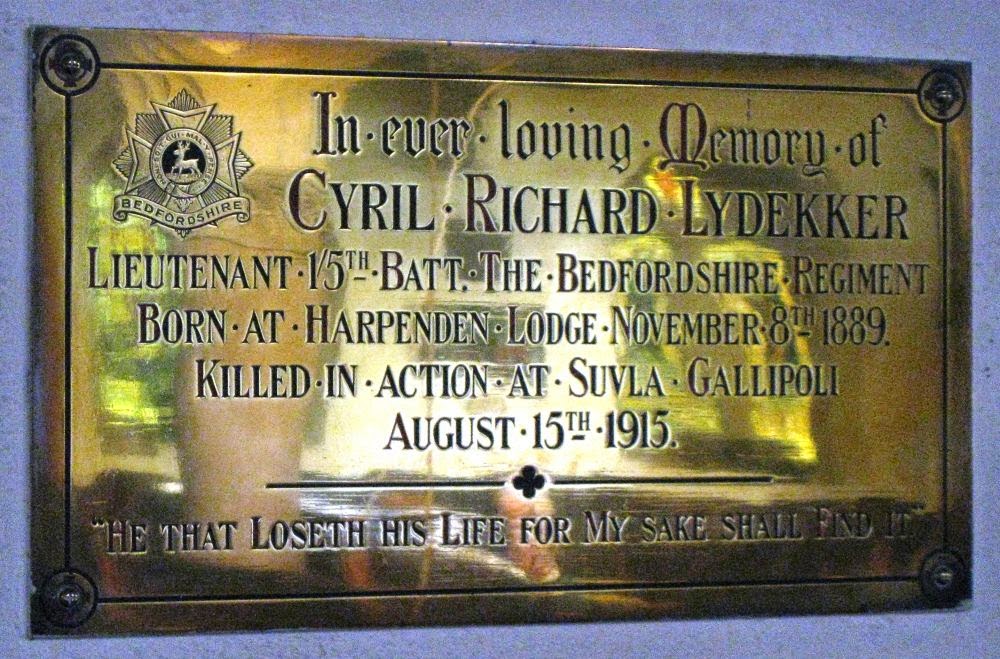 In·ever·loving·Memory·of
CYRIL·RICHARD·LYDEKKER
LIEUTENANT·1/5TH·BATT.·THE·BEDFORDSHIRE·REGIMENT
BORN·AT·HARPENDEN·LODGE·NOVEMBER·8TH·1889.
KILLED·IN·ACTION·AT·SUVLA·GALLIPOLI
AUGUST·15TH·1915.
"HE THAT LOSETH HIS LIFE FOR MY SAKE SHALL FIND IT"
BEDFORDSHIRE